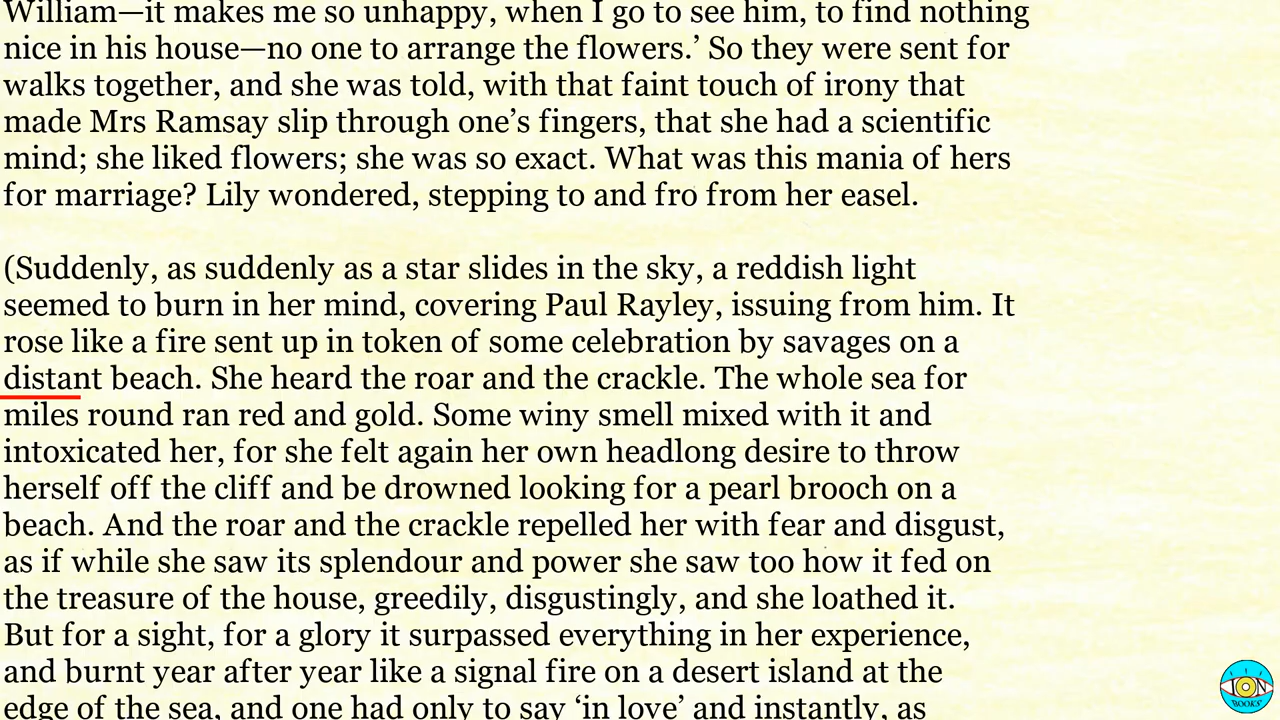 William—it makes me so unhappy, when I go to see him, to find nothing
nice in his house—no one to arrange the flowers.’ So they were sent for
walks together, and she was told, with that faint touch of irony that
made Mrs Ramsay slip through one’s fingers, that she had a scientific
mind; she liked flowers; she was so exact. What was this mania of hers
for marriage? Lily wondered, stepping to and fro from her easel.
(Suddenly, as suddenly as a star slides in the sky, a reddish light
seemed to burn in her mind, covering Paul Rayley, issuing from him. It
rose like a fire sent up in token of some celebration by savages on a
distant beach. She heard the roar and the crackle. The whole sea for
miles round ran red and gold. Some winy smell mixed with it and
intoxicated her, for she felt again her own headlong desire to throw
herself off the cliff and be drowned looking for a pearl brooch on a
beach. And the roar and the crackle repelled her with fear and disgust,
as if while she saw its splendour and power she saw too how it fed on
the treasure of the house, greedily, disgustingly, and she loathed it.
But for a sight, for a glory it surpassed everything in her experience,
and burnt year after year like a signal fire on a desert island at the
edge of the sea, and one had only to say ‘in love’ and instantly, as
ION
BOOKS